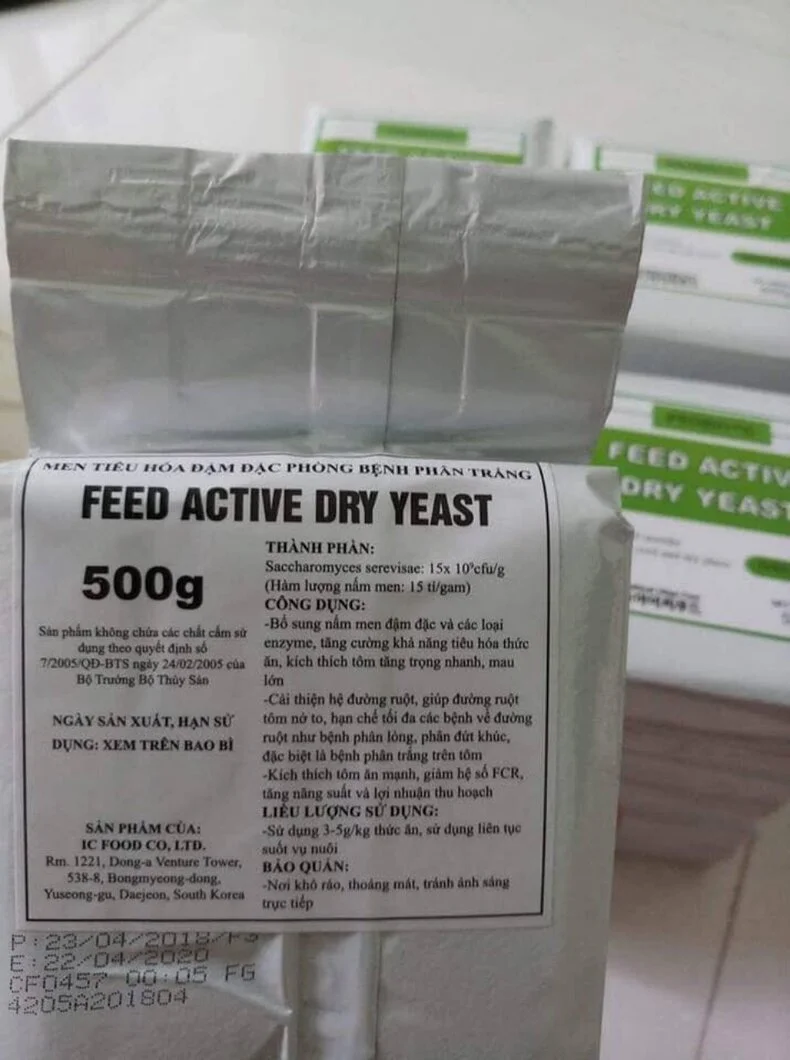 MEN TIÊU HÓA ĐẬM ĐẶC PHÒNG BỆNH PHÂN TRẮNG
FEED ACTIVE DRY YEAST
500g
Sản phẩm không chứa các chất cấm sử
dụng theo quyết định số
7/2005/QĐ-BTS ngày 24/02/2005 của
Bộ Trưởng Bộ Thủy Sản
NGÀY SẢN XUẤT, HẠN SỬ
DỤNG: XEM TRÊN BAO BÌ
SẢN PHẨM CỦA:
IC FOOD CO, LTD.
Rm. 1221, Dong-a Venture Tower,
538-8, Bongmyeong-dong,
Yuseong-gu, Daejeon, South Korea
THÀNH PHẦN:
Saccharomyces serevisae: 15x 10⁹cfu/g
(Hàm lượng nấm men: 15 tỉ/gam)
CÔNG DỤNG:
-Bổ sung nấm men đậm đặc và các loại
enzyme, tăng cường khả năng tiêu hóa thức
ăn, kích thích tôm tăng trọng nhanh, mau
lớn
-Cải thiện hệ đường ruột, giúp đường ruột
tôm nở to, hạn chế tối đa các bệnh về đường
ruột như bệnh phân lỏng, phân đứt khúc,
đặc biệt là bệnh phân trắng trên tôm
-Kích thích tôm ăn mạnh, giảm hệ số FCR,
tăng năng suất và lợi nhuận thu hoạch
LIỀU LƯỢNG SỬ DỤNG:
-Sử dụng 3-5g/kg thức ăn, sử dụng liên tục
suốt vụ nuôi
BẢO QUẢN:
-Nơi khô ráo, thoáng mát, tránh ánh sáng
trực tiếp
P:23/04/2018/FG
E:22/04/2020
CF0457 00:05 FG
4205A201804
ED ACTIVE
RY YEAST
FEED ACTIV
DRY YEAST